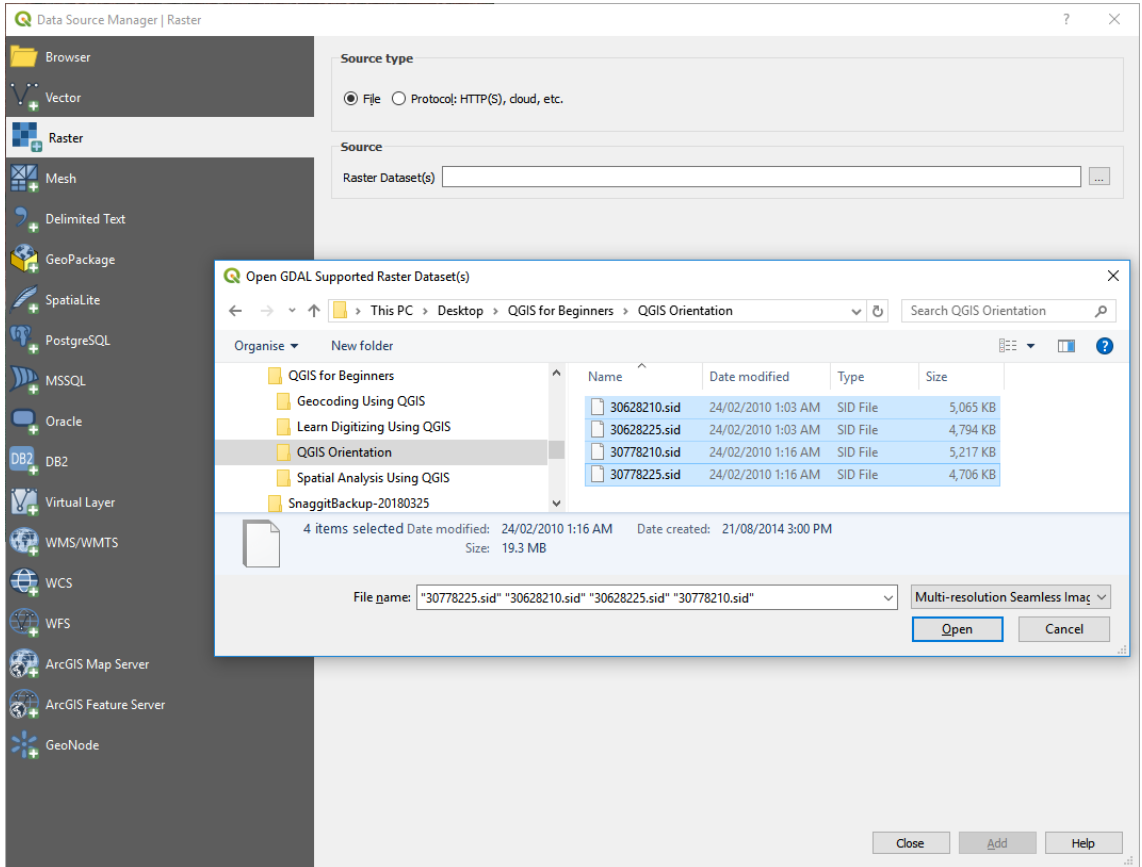 Data Source Manager | Raster
?
Browser
Vector
Raster
Mesh
Delimited Text
GeoPackage
SpatiaLite
PostgreSQL
MSSQL
Oracle
DB2
DB2
Virtual Layer
WMS/WMTS
WCS
WFS
ArcGIS Map Server
ArcGIS Feature Server
GeoNode
Source type
File Protocol: HTTP(S), cloud, etc.
Source
Raster Dataset(s) ...
Open GDAL Supported Raster Dataset(s)
> This PC > Desktop > QGIS for Beginners > QGIS Orientation
Search QGIS Orientation
Organise New folder ?
QGIS for Beginners
Geocoding Using QGIS
Learn Digitizing Using QGIS
QGIS Orientation
Spatial Analysis Using QGIS
SnaggitBackup-20180325
Name Date modified Type Size
30628210.sid 24/02/2010 1:03 AM SID File 5,065 KB
30628225.sid 24/02/2010 1:03 AM SID File 4,794 KB
30778210.sid 24/02/2010 1:16 AM SID File 5,217 KB
30778225.sid 24/02/2010 1:16 AM SID File 4,706 KB
4 items selected Date modified: 24/02/2010 1:16 AM Date created: 21/08/2014 3:00 PM
Size: 19.3 MB
File name: "30778225.sid" "30628210.sid" "30628225.sid" "30778210.sid" Multi-resolution Seamless Imag
Open Cancel
Close Add Help